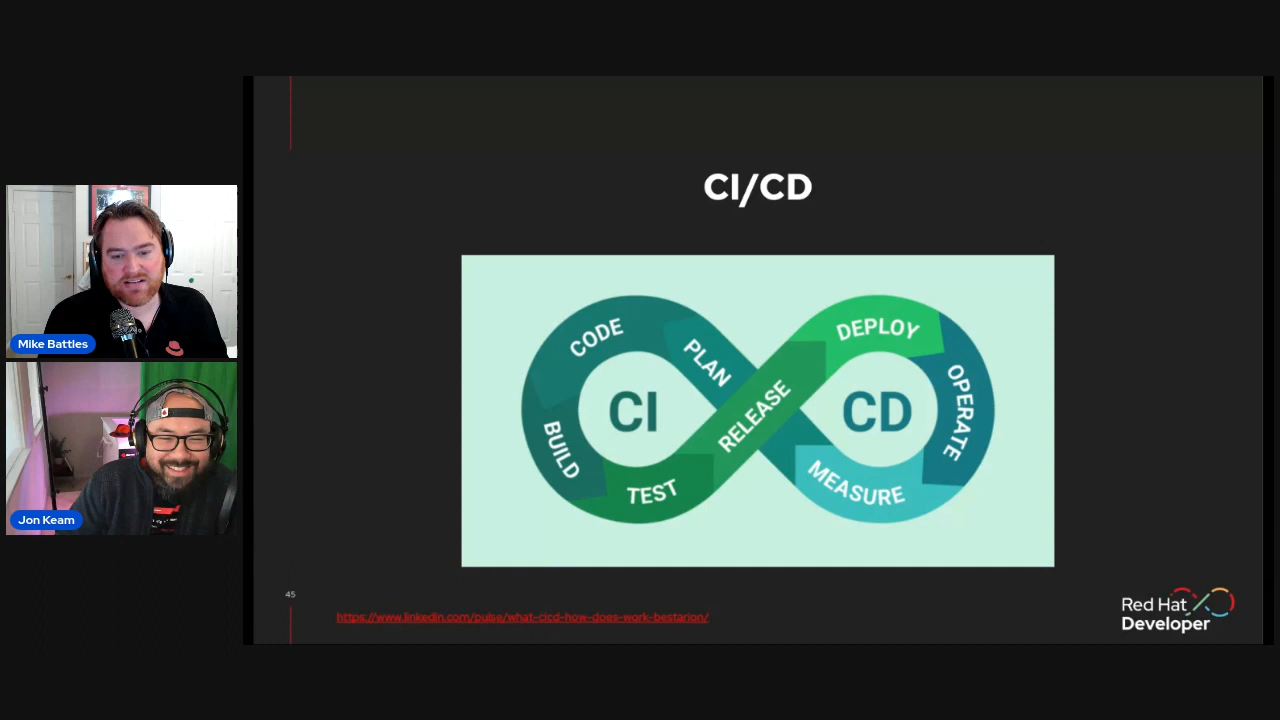 Mike Battles
Jon Keam
CI/CD
CODE
PLAN
BUILD
TEST
RELEASE
DEPLOY
OPERATE
MEASURE
CI
CD
45
https://www.linkedin.com/pulse/what-cicd-how-does-work-bestarion/
Red Hat
Developer